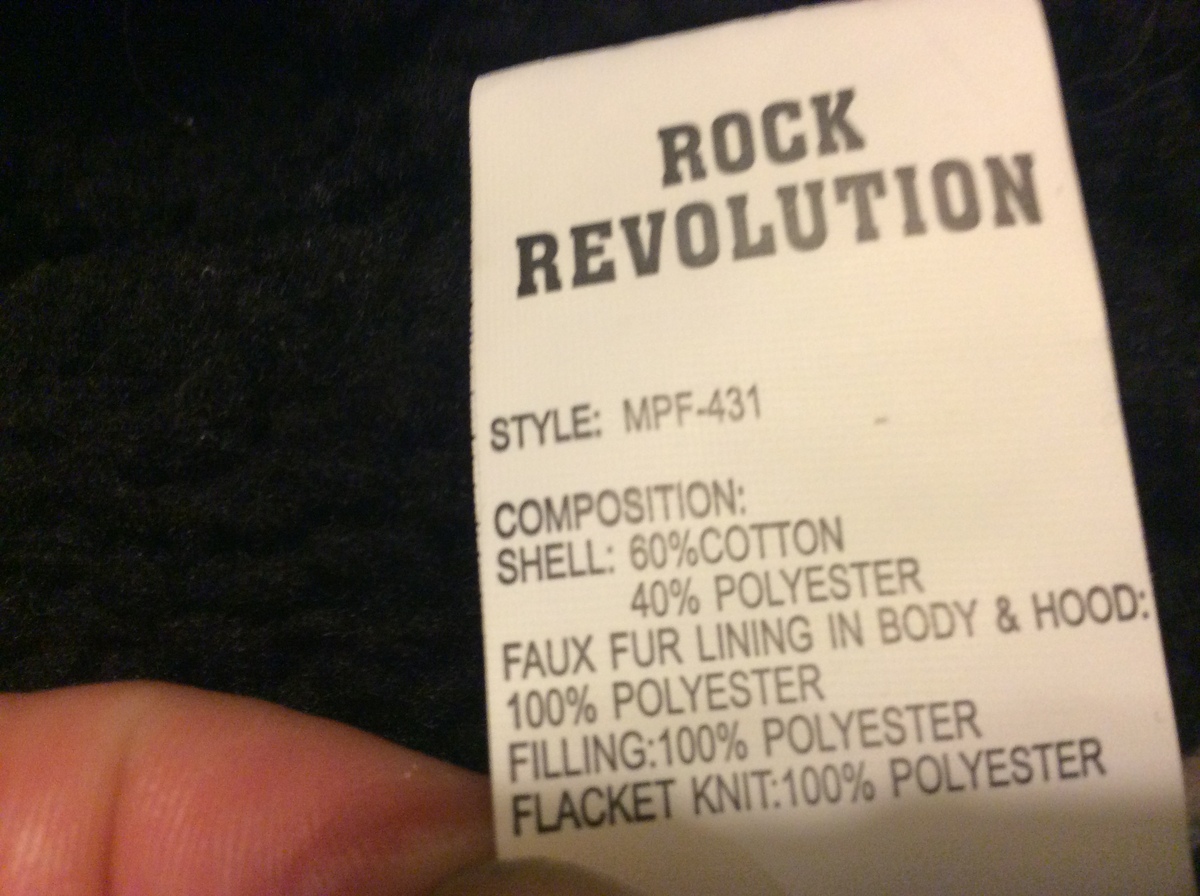 ROCK
REVOLUTION
STYLE: MPF-431
COMPOSITION:
SHELL: 60%COTTON
40% POLYESTER
FAUX FUR LINING IN BODY & HOOD:
100% POLYESTER
FILLING:100% POLYESTER
FLACKET KNIT:100% POLYESTER